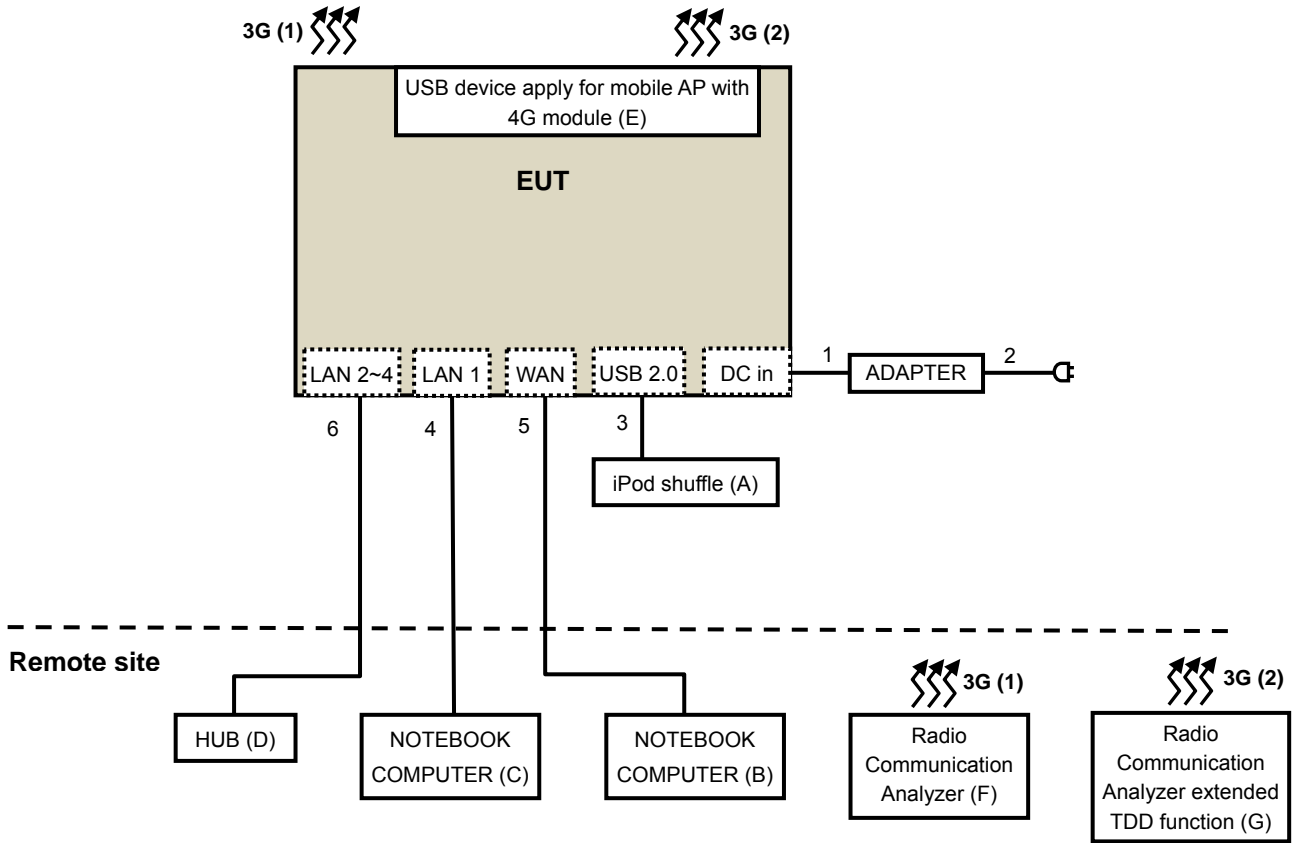 3G (1)
3G (2)
USB device apply for mobile AP with
4G module (E)
EUT
LAN 2~4
LAN 1
WAN
USB 2.0
DC in
1
ADAPTER
2
6
4
5
3
iPod shuffle (A)
Remote site
3G (1)
3G (2)
HUB (D)
NOTEBOOK
COMPUTER (C)
NOTEBOOK
COMPUTER (B)
Radio
Communication
Analyzer (F)
Radio
Communication
Analyzer extended
TDD function (G)